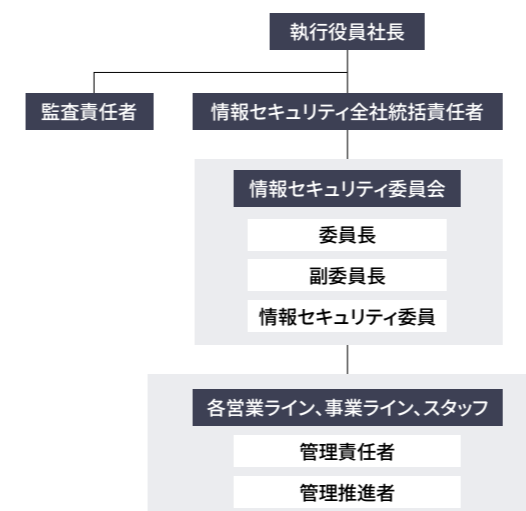 執行役員社長
監査責任者
情報セキュリティ全社統括責任者
情報セキュリティ委員会
委員長
副委員長
情報セキュリティ委員
各営業ライン、事業ライン、スタッフ
管理責任者
管理推進者